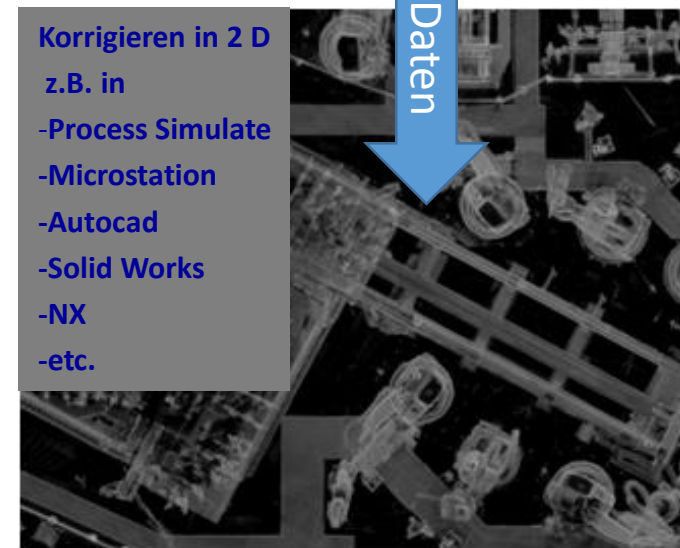 Korrigieren in 2 D
z.B. in
-Process Simulate
-Microstation
-Autocad
-Solid Works
-NX
-etc.
Daten